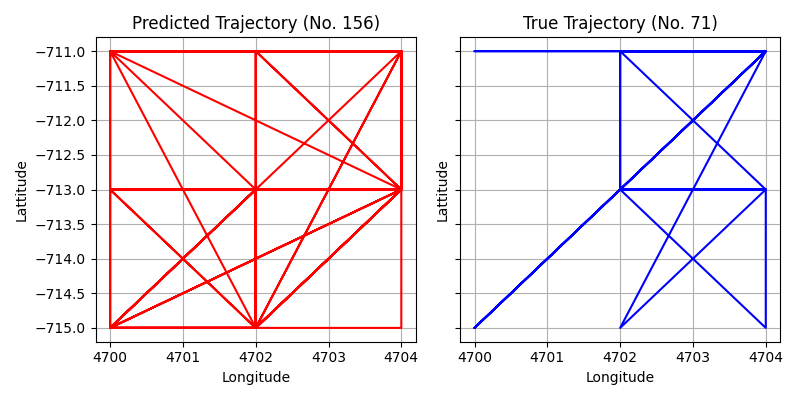 Predicted Trajectory (No. 156)
True Trajectory (No. 71)
−711.0
−711.5
−712.0
−712.5
−713.0
−713.5
−714.0
−714.5
−715.0
Lattitude
Lattitude
4700 4701 4702 4703 4704
4700 4701 4702 4703 4704
Longitude
Longitude